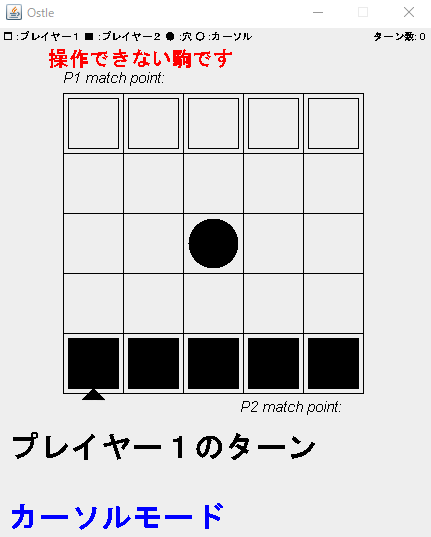 Ostle
□ :プレイヤー１ ■ :プレイヤー２ ● :穴 ○ :カーソル ターン数: 0
操作できない駒です
P1 match point:
P2 match point:
プレイヤー１のターン
カーソルモード